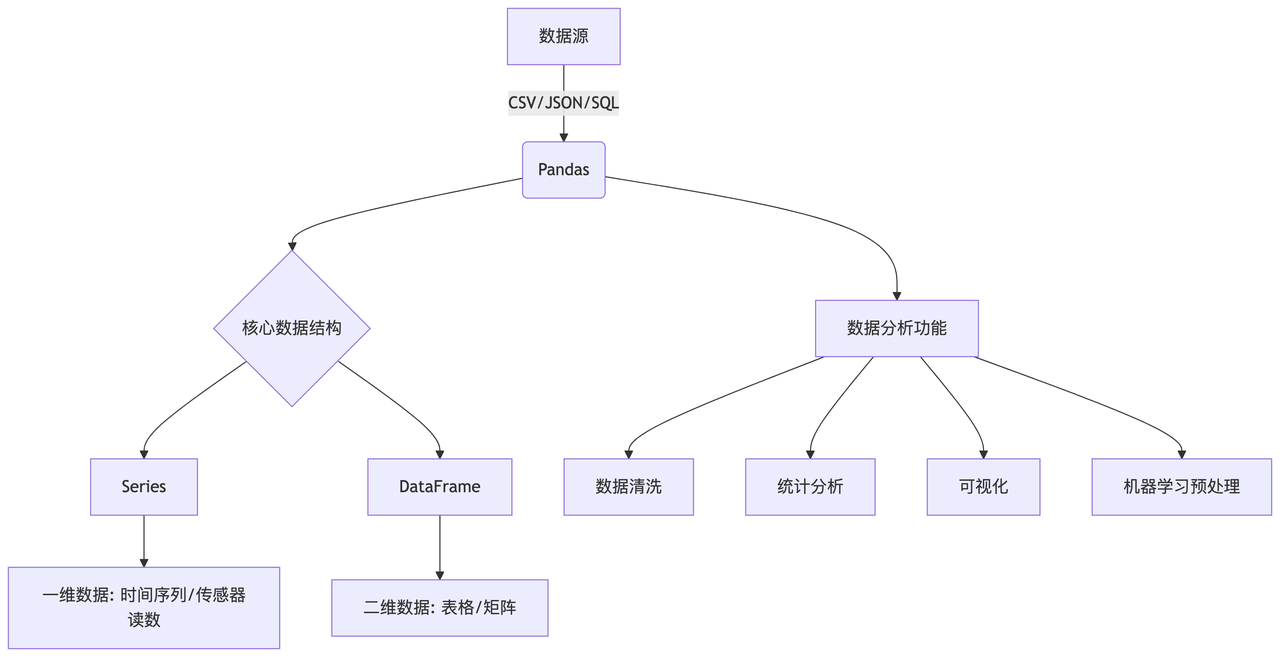 数据源
CSV/JSON/SQL
Pandas
核心数据结构
数据分析功能
Series
DataFrame
数据清洗
统计分析
可视化
机器学习预处理
一维数据: 时间序列/传感器
读数
二维数据: 表格/矩阵